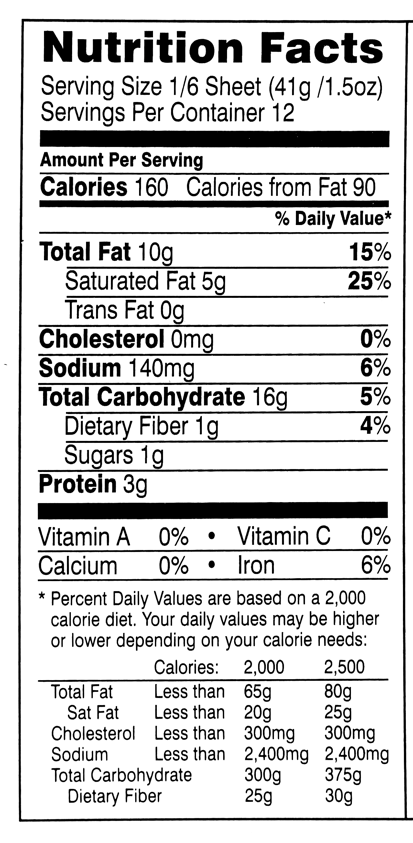 Nutrition Facts
Serving Size 1/6 Sheet (41g /1.5oz)
Servings Per Container 12
Amount Per Serving
Calories 160 Calories from Fat 90
% Daily Value*
Total Fat 10g 15%
Saturated Fat 5g 25%
Trans Fat 0g
Cholesterol 0mg 0%
Sodium 140mg 6%
Total Carbohydrate 16g 5%
Dietary Fiber 1g 4%
Sugars 1g
Protein 3g
Vitamin A 0% • Vitamin C 0%
Calcium 0% • Iron 6%
* Percent Daily Values are based on a 2,000
calorie diet. Your daily values may be higher
or lower depending on your calorie needs:
Calories: 2,000 2,500
Total Fat Less than 65g 80g
Sat Fat Less than 20g 25g
Cholesterol Less than 300mg 300mg
Sodium Less than 2,400mg 2,400mg
Total Carbohydrate 300g 375g
Dietary Fiber 25g 30g